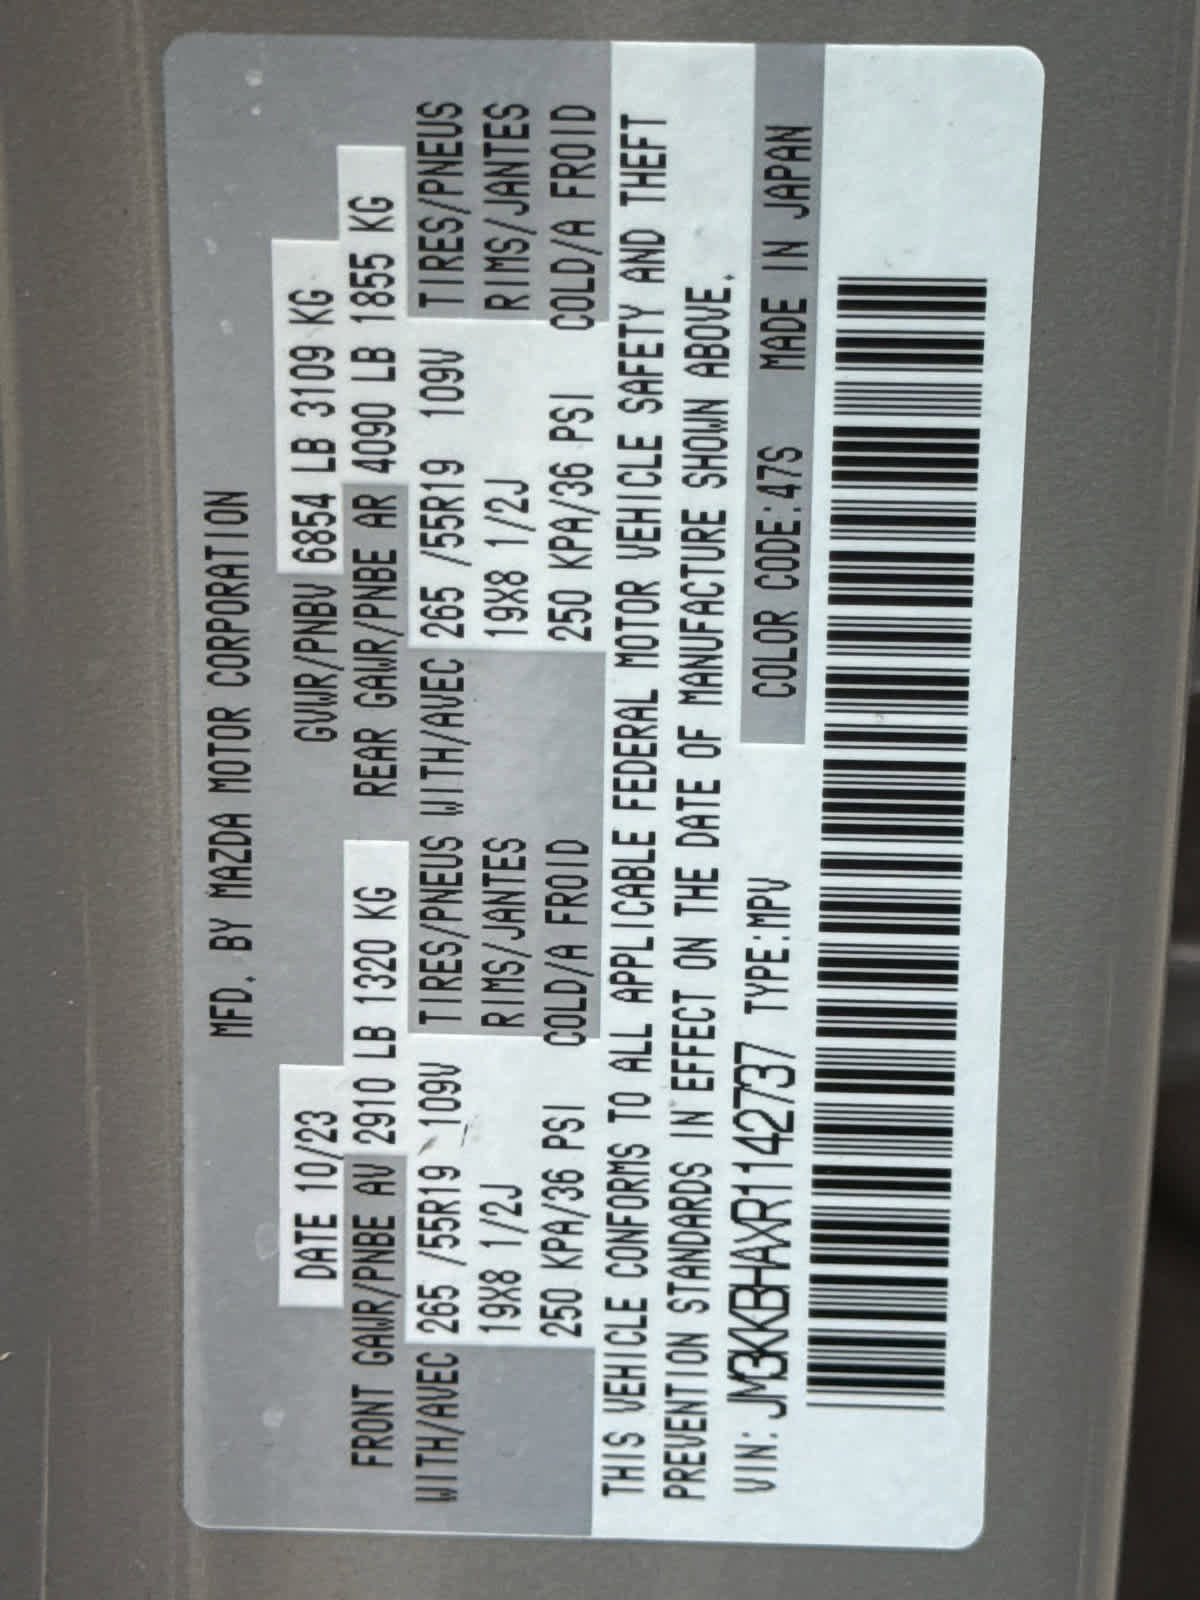 MFD. BY MAZDA MOTOR CORPORATION
DATE 10/23 GVWR/PNBV 6854 LB 3109 KG
FRONT GAWR/PNBE AV 2910 LB 1320 KG REAR GAWR/PNBE AR 4090 LB 1855 KG
WITH/AVEC 265 /55R19 109V TIRES/PNEUS WITH/AVEC 265 /55R19 109V TIRES/PNEUS
19X8 1/2J RIMS/JANTES 19X8 1/2J RIMS/JANTES
250 KPA/36 PSI COLD/A FROID 250 KPA/36 PSI COLD/A FROID
THIS VEHICLE CONFORMS TO ALL APPLICABLE FEDERAL MOTOR VEHICLE SAFETY AND THEFT
PREVENTION STANDARDS IN EFFECT ON THE DATE OF MANUFACTURE SHOWN ABOVE.
VIN: JM3KKBHAXR1142737 TYPE:MPV COLOR CODE:47S MADE IN JAPAN